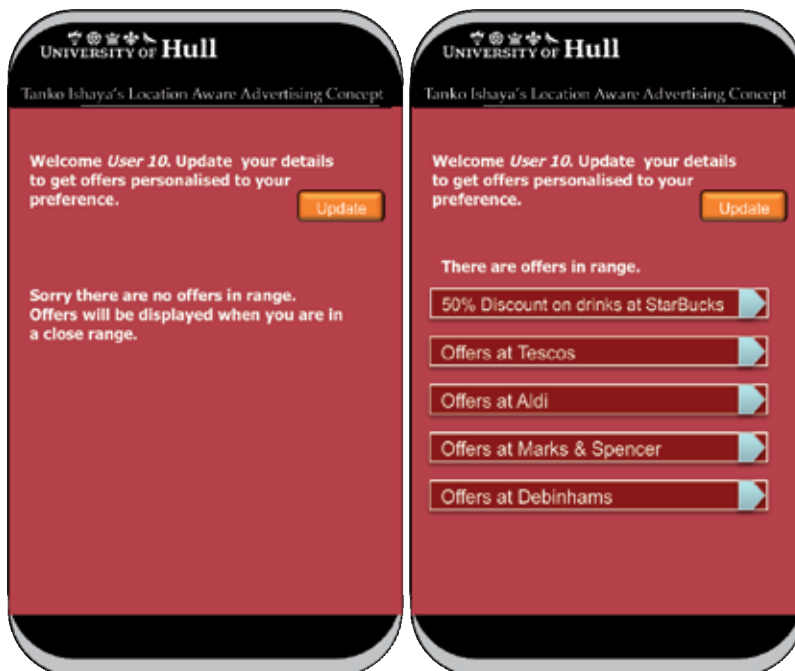 UNIVERSITY OF Hull
Tanko Ishaya's Location Aware Advertising Concept
Welcome User 10. Update your details
to get offers personalised to your
preference.
Update
Sorry there are no offers in range.
Offers will be displayed when you are in
a close range.
UNIVERSITY OF Hull
Tanko Ishaya's Location Aware Advertising Concept
Welcome User 10. Update your details
to get offers personalised to your
preference.
Update
There are offers in range.
50% Discount on drinks at StarBucks
Offers at Tescos
Offers at Aldi
Offers at Marks & Spencer
Offers at Debinhams